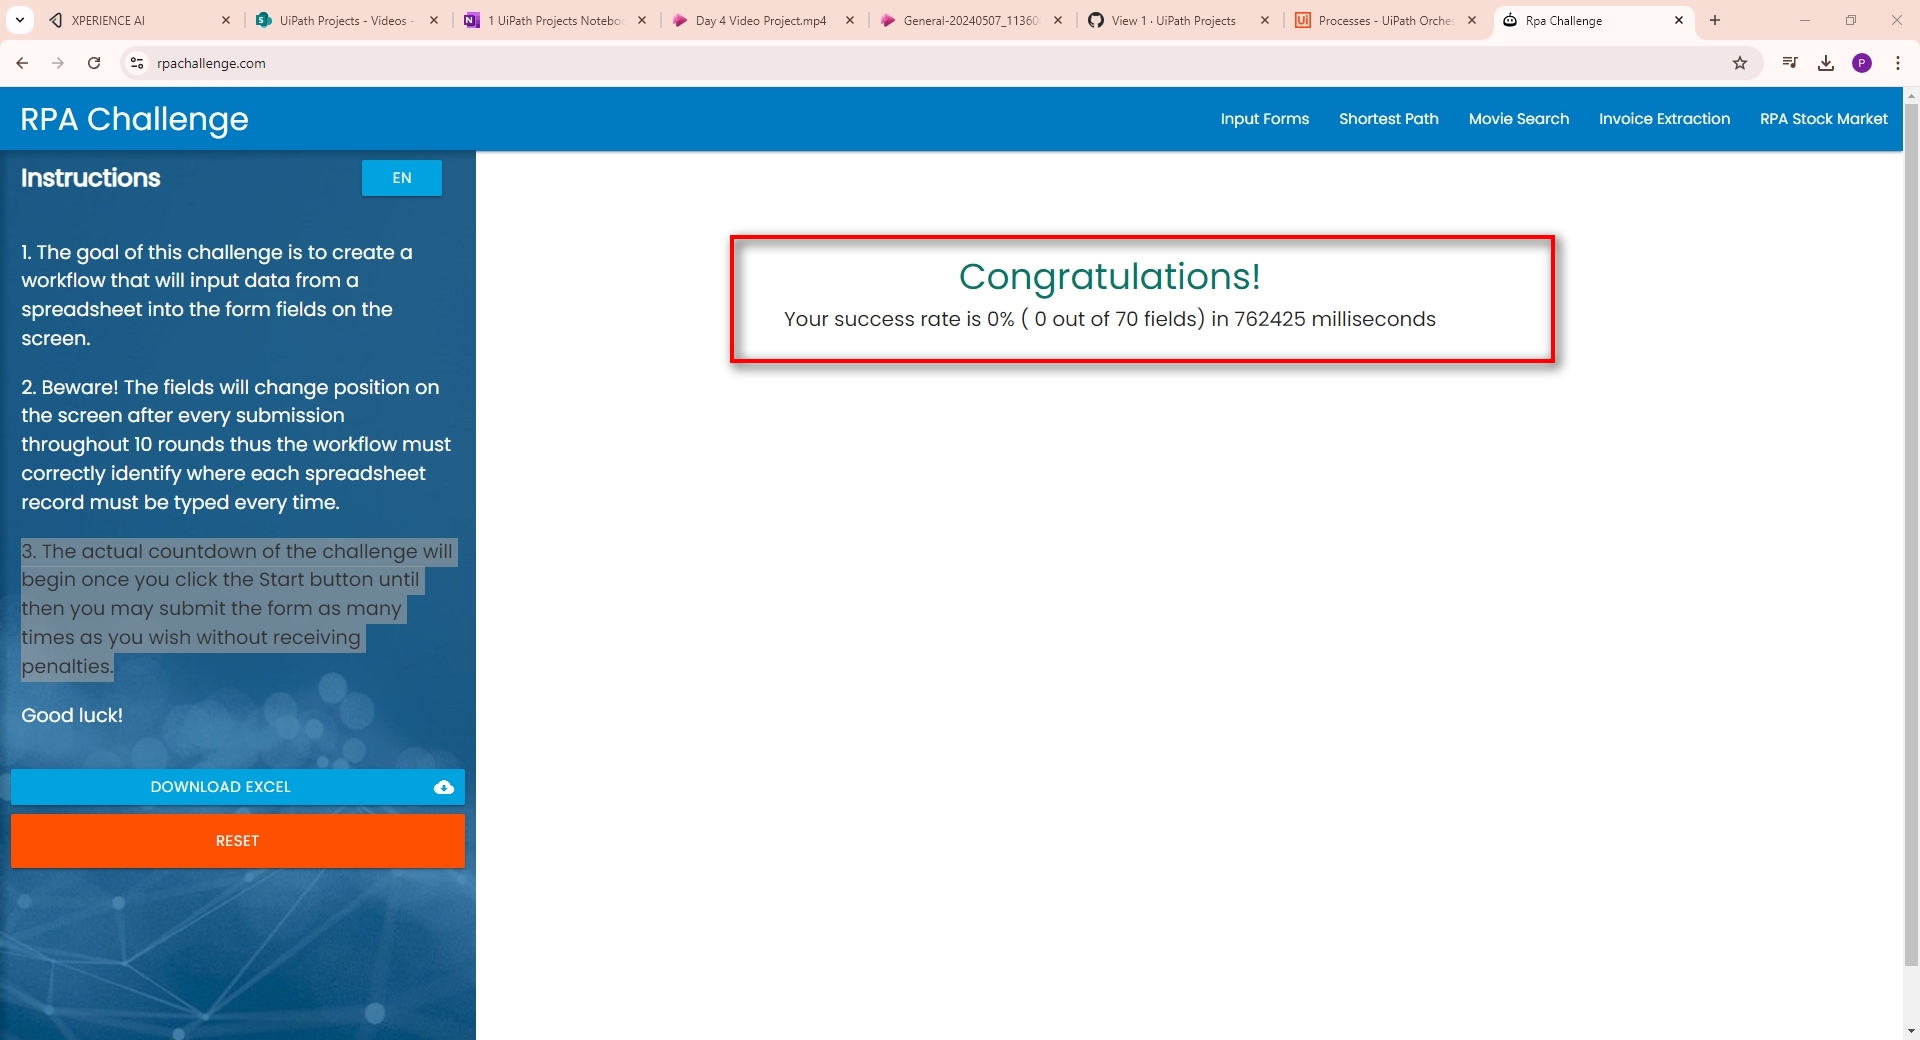 XPERIENCE AI
UiPath Projects - Videos -
1 UiPath Projects Notebo
Day 4 Video Project.mp4
General-20240507_1136
View 1 · UiPath Projects
Processes - UiPath Orche
Rpa Challenge
rpachallenge.com
P
RPA Challenge
Input Forms
Shortest Path
Movie Search
Invoice Extraction
RPA Stock Market
Instructions
EN
1. The goal of this challenge is to create a
workflow that will input data from a
spreadsheet into the form fields on the
screen.
2. Beware! The fields will change position on
the screen after every submission
throughout 10 rounds thus the workflow must
correctly identify where each spreadsheet
record must be typed every time.
3. The actual countdown of the challenge will
begin once you click the Start button until
then you may submit the form as many
times as you wish without receiving
penalties.
Good luck!
DOWNLOAD EXCEL
RESET
Congratulations!
Your success rate is 0% ( 0 out of 70 fields) in 762425 milliseconds